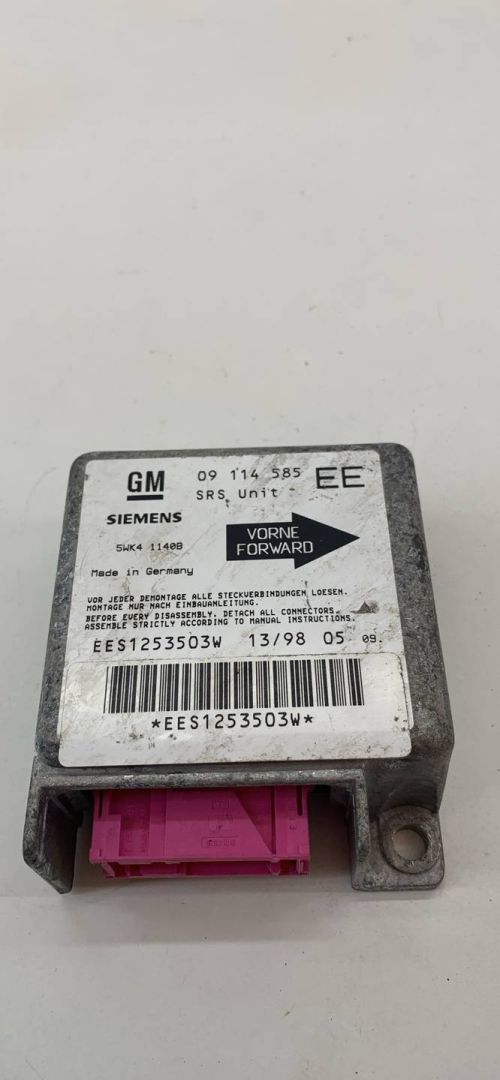 GM 09 114 585 EE
SRS Unit
SIEMENS
VORNE
FORWARD
5WK4 1140B
Made in Germany
VOR JEDER DEMONTAGE ALLE STECKVERBINDUNGEN LOESEN.
MONTAGE NUR NACH EINBAUANLEITUNG.
BEFORE EVERY DISASSEMBLY, DETACH ALL CONNECTORS.
ASSEMBLE STRICTLY ACCORDING TO MANUAL INSTRUCTIONS.
EES1253503W 13/98 05 09.
*EES1253503W*